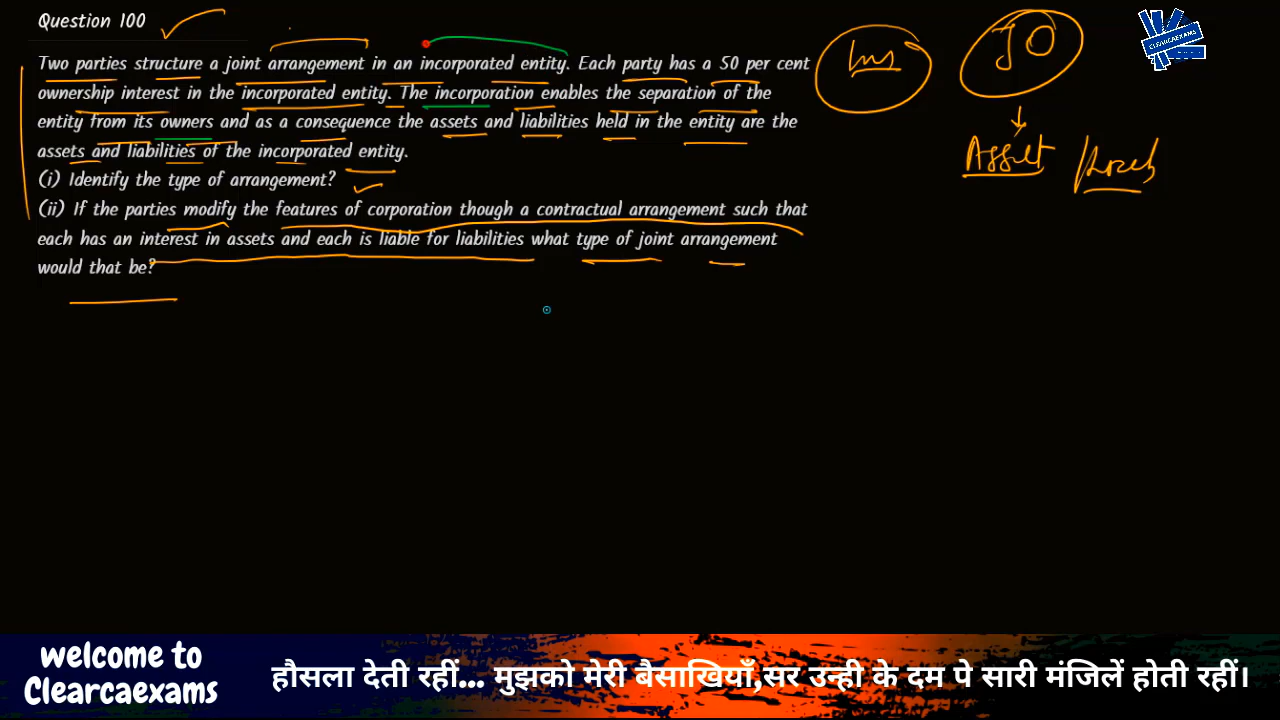 Question 100
Two parties structure a joint arrangement in an incorporated entity. Each party has a 50 per cent
ownership interest in the incorporated entity. The incorporation enables the separation of the
entity from its owners and as a consequence the assets and liabilities held in the entity are the
assets and liabilities of the incorporated entity.
(i) Identify the type of arrangement?
(ii) If the parties modify the features of corporation though a contractual arrangement such that
each has an interest in assets and each is liable for liabilities what type of joint arrangement
would that be?
JO
Asset
CLEARCAEXAMS
welcome to
Clearcaexams
हौसला देती रहीं... मुझको मेरी बैसाखियाँ,सर उन्ही के दम पे सारी मंजिलें होती रहीं।